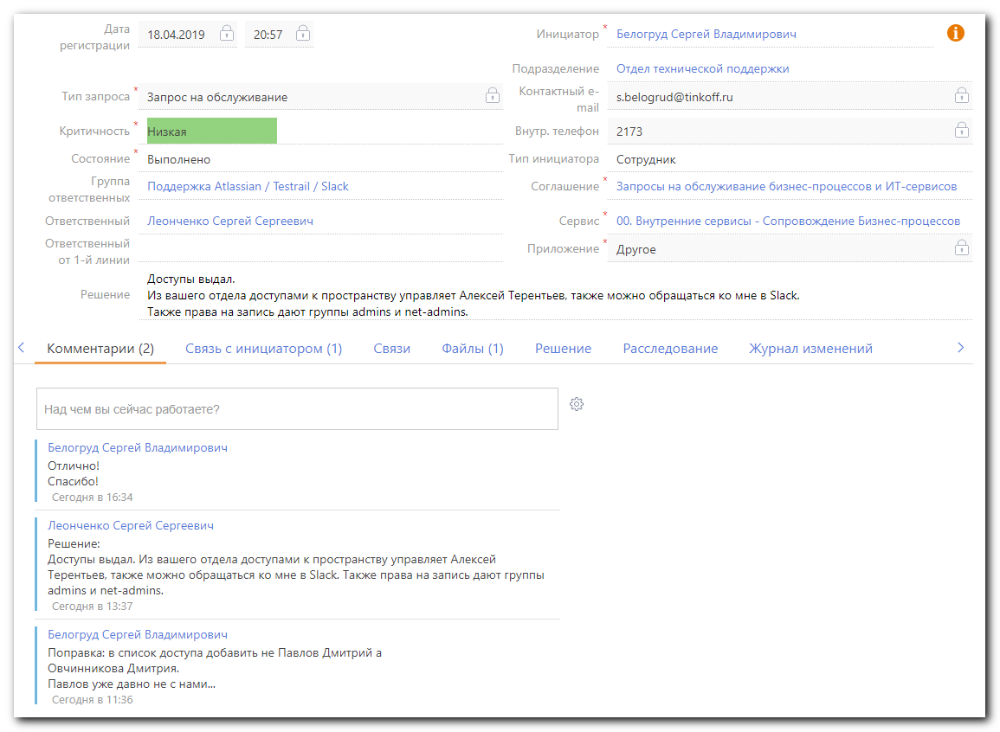 Дата
регистрации
18.04.2019
20:57
Инициатор *
Белогруд Сергей Владимирович
Подразделение
Отдел технической поддержки
Тип запроса *
Запрос на обслуживание
Контактный e-
mail
s.belogrud@tinkoff.ru
Критичность *
Низкая
Внутр. телефон
2173
Состояние *
Выполнено
Тип инициатора
Сотрудник
Группа
ответственных
Поддержка Atlassian / Testrail / Slack
Соглашение *
Запросы на обслуживание бизнес-процессов и ИТ-сервисов
Ответственный
Леонченко Сергей Сергеевич
Сервис *
00. Внутренние сервисы - Сопровождение Бизнес-процессов
Ответственный
от 1-й линии
Приложение *
Другое
Решение
Доступы выдал.
Из вашего отдела доступами к пространству управляет Алексей Терентьев, также можно обращаться ко мне в Slack.
Также права на запись дают группы admins и net-admins.
Комментарии (2)
Связь с инициатором (1)
Связи
Файлы (1)
Решение
Расследование
Журнал изменений
Над чем вы сейчас работаете?
Белогруд Сергей Владимирович
Отлично!
Спасибо!
Сегодня в 16:34
Леонченко Сергей Сергеевич
Решение:
Доступы выдал. Из вашего отдела доступами к пространству управляет Алексей
Терентьев, также можно обращаться ко мне в Slack. Также права на запись дают группы
admins и net-admins.
Сегодня в 13:37
Белогруд Сергей Владимирович
Поправка: в список доступа добавить не Павлов Дмитрий а
Овчинникова Дмитрия.
Павлов уже давно не с нами...
Сегодня в 11:36